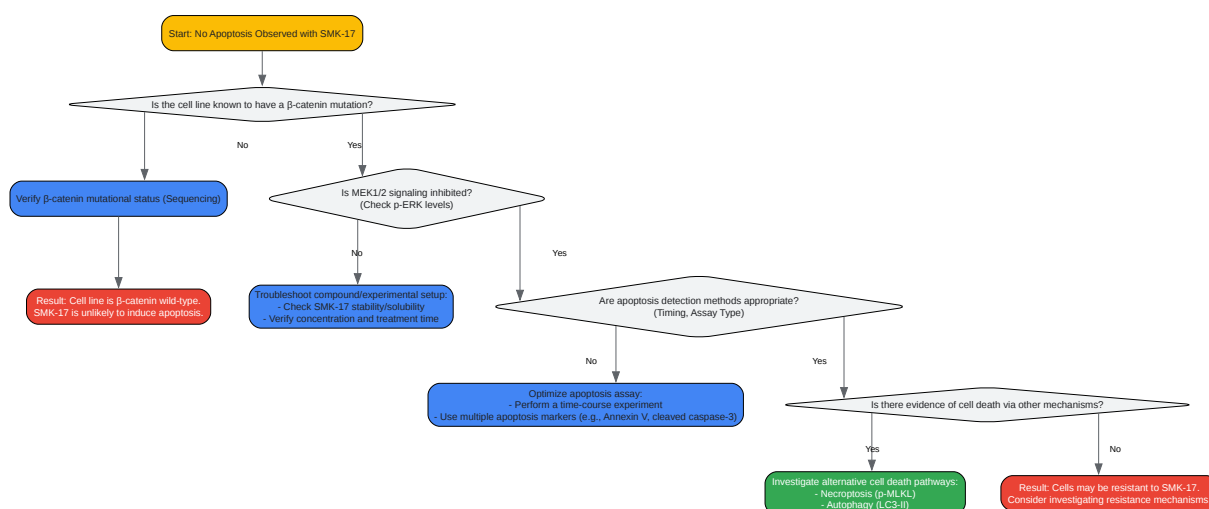 Start: No Apoptosis Observed with SMK-17
Is the cell line known to have a β-catenin mutation?
No
Yes
Verify β-catenin mutational status (Sequencing)
Is MEK1/2 signaling inhibited?
(Check p-ERK levels)
No
Yes
Result: Cell line is β-catenin wild-type.
SMK-17 is unlikely to induce apoptosis.
Troubleshoot compound/experimental setup:
- Check SMK-17 stability/solubility
- Verify concentration and treatment time
Are apoptosis detection methods appropriate?
(Timing, Assay Type)
No
Yes
Optimize apoptosis assay:
- Perform a time-course experiment
- Use multiple apoptosis markers (e.g., Annexin V, cleaved caspase-3)
Is there evidence of cell death via other mechanisms?
Yes
No
Investigate alternative cell death pathways:
- Necroptosis (p-MLKL)
- Autophagy (LC3-II)
Result: Cells may be resistant to SMK-17.
Consider investigating resistance mechanisms